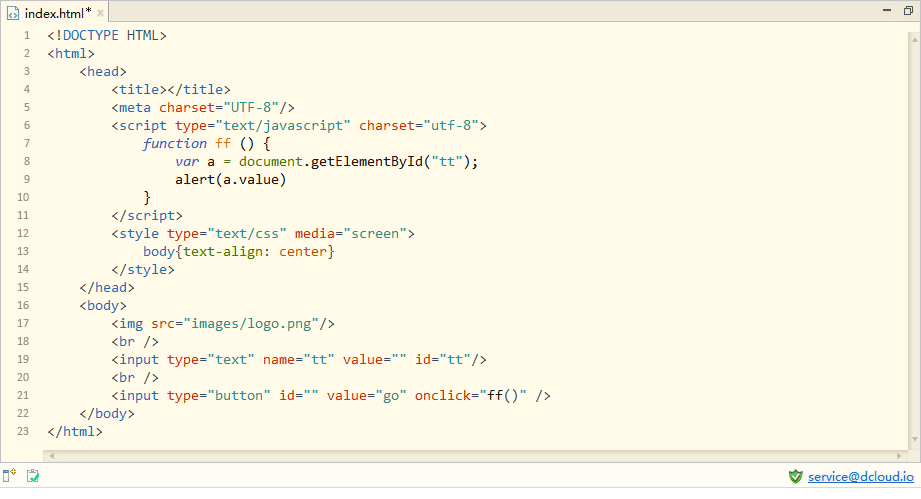 index.html*
1 <!DOCTYPE HTML>
2 <html>
3 <head>
4 <title></title>
5 <meta charset="UTF-8"/>
6 <script type="text/javascript" charset="utf-8">
7 function ff () {
8 var a = document.getElementById("tt");
9 alert(a.value)
10 }
11 </script>
12 <style type="text/css" media="screen">
13 body{text-align: center}
14 </style>
15 </head>
16 <body>
17 <img src="images/logo.png"/>
18 <br />
19 <input type="text" name="tt" value="" id="tt"/>
20 <br />
21 <input type="button" id="" value="go" onclick="ff()" />
22 </body>
23 </html>
service@dcloud.io